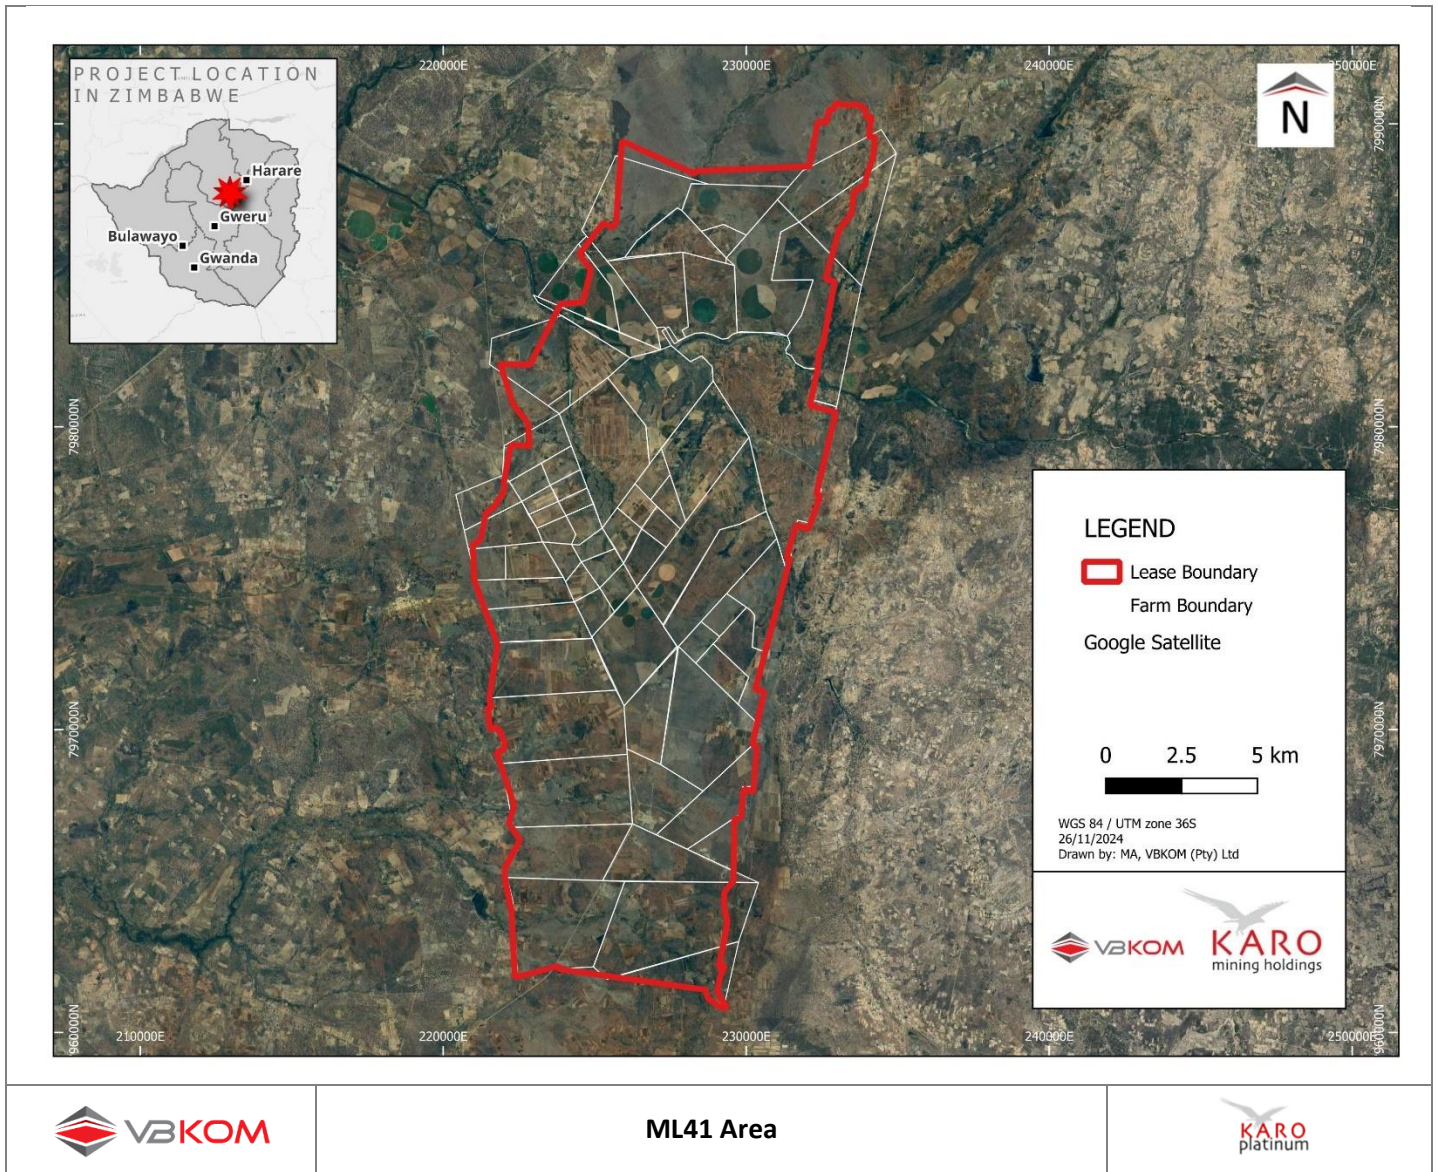 PROJECT LOCATION
IN ZIMBABWE
Harare
Gweru
Bulawayo
Gwanda
220000E
230000E
240000E
250000E
N
7990000N
7990000N
7980000N
7980000N
7970000N
7970000N
960000N
960000N
210000E
220000E
230000E
240000E
250000E
LEGEND
Lease Boundary
Farm Boundary
Google Satellite
0 2.5 5 km
WGS 84 / UTM zone 36S
26/11/2024
Drawn by: MA, VBKOM (Pty) Ltd
VBKOM
KARO
mining holdings
VBKOM
ML41 Area
KARO
platinum